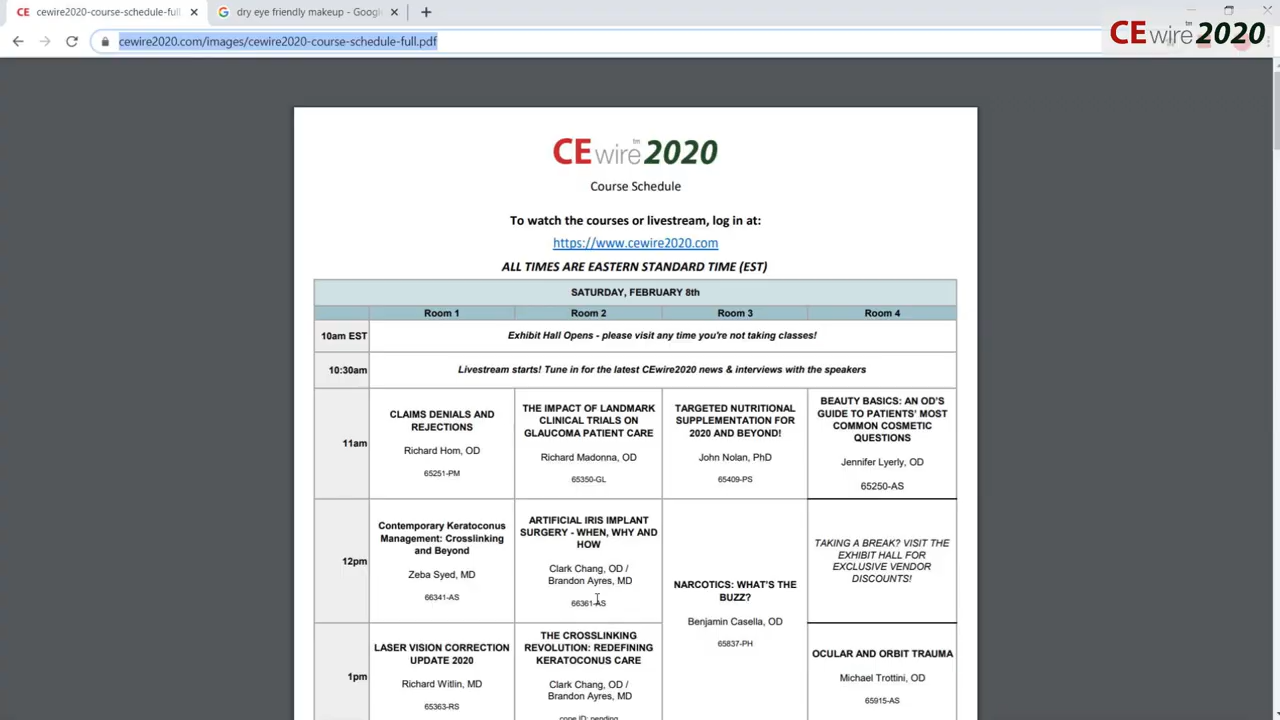 CE cewire2020-course-schedule-full
dry eye friendly makeup - Googl
cewire2020.com/images/cewire2020-course-schedule-full.pdf
CEwire™2020
CEwire™2020
Course Schedule
To watch the courses or livestream, log in at:
https://www.cewire2020.com
ALL TIMES ARE EASTERN STANDARD TIME (EST)
SATURDAY, FEBRUARY 8th
Room 1 Room 2 Room 3 Room 4
10am EST
Exhibit Hall Opens - please visit any time you're not taking classes!
10:30am
Livestream starts! Tune in for the latest CEwire2020 news & interviews with the speakers
11am
CLAIMS DENIALS AND
REJECTIONS
Richard Hom, OD
65251-PM
THE IMPACT OF LANDMARK
CLINICAL TRIALS ON
GLAUCOMA PATIENT CARE
Richard Madonna, OD
65350-GL
TARGETED NUTRITIONAL
SUPPLEMENTATION FOR
2020 AND BEYOND!
John Nolan, PhD
65409-PS
BEAUTY BASICS: AN OD'S
GUIDE TO PATIENTS' MOST
COMMON COSMETIC
QUESTIONS
Jennifer Lyerly, OD
65250-AS
12pm
Contemporary Keratoconus
Management: Crosslinking
and Beyond
Zeba Syed, MD
66341-AS
ARTIFICIAL IRIS IMPLANT
SURGERY - WHEN, WHY AND
HOW
Clark Chang, OD /
Brandon Ayres, MD
66361-AS
NARCOTICS: WHAT'S THE
BUZZ?
Benjamin Casella, OD
65837-PH
TAKING A BREAK? VISIT THE
EXHIBIT HALL FOR
EXCLUSIVE VENDOR
DISCOUNTS!
1pm
LASER VISION CORRECTION
UPDATE 2020
Richard Witlin, MD
65363-RS
THE CROSSLINKING
REVOLUTION: REDEFINING
KERATOCONUS CARE
Clark Chang, OD /
Brandon Ayres, MD
cope ID: pending
OCULAR AND ORBIT TRAUMA
Michael Trottini, OD
65915-AS